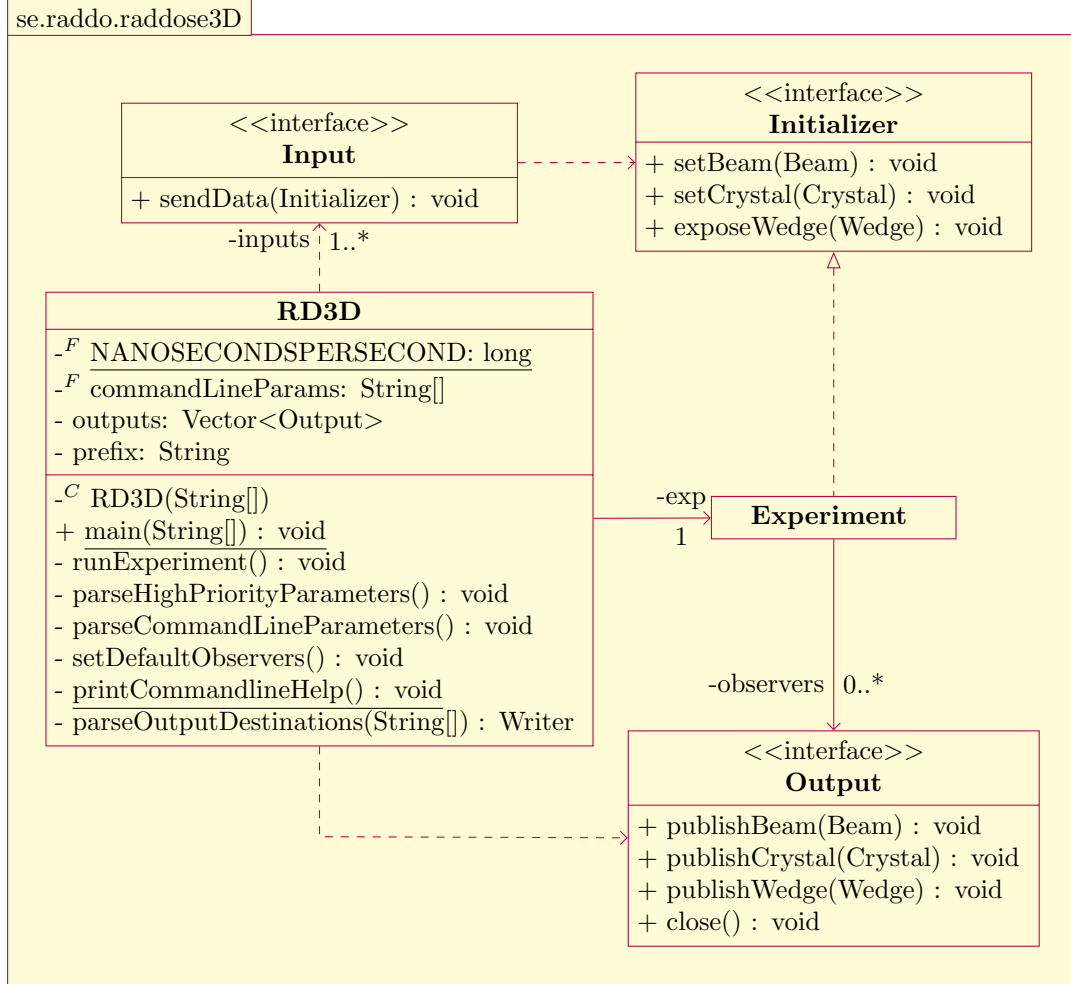 se.raddo.raddose3D
<<interface>>
Input
+ sendData(Initializer) : void
<<interface>>
Initializer
+ setBeam(Beam) : void
+ setCrystal(Crystal) : void
+ exposeWedge(Wedge) : void
-inputs 1..*
RD3D
-F NANOSECONDSPERSECOND: long
-F commandLineParams: String[]
- outputs: Vector<Output>
- prefix: String
-C RD3D(String[])
+ main(String[]) : void
- runExperiment() : void
- parseHighPriorityParameters() : void
- parseCommandLineParameters() : void
- setDefaultObservers() : void
- printCommandlineHelp() : void
- parseOutputDestinations(String[]) : Writer
-exp
1
Experiment
-observers 0..*
<<interface>>
Output
+ publishBeam(Beam) : void
+ publishCrystal(Crystal) : void
+ publishWedge(Wedge) : void
+ close() : void